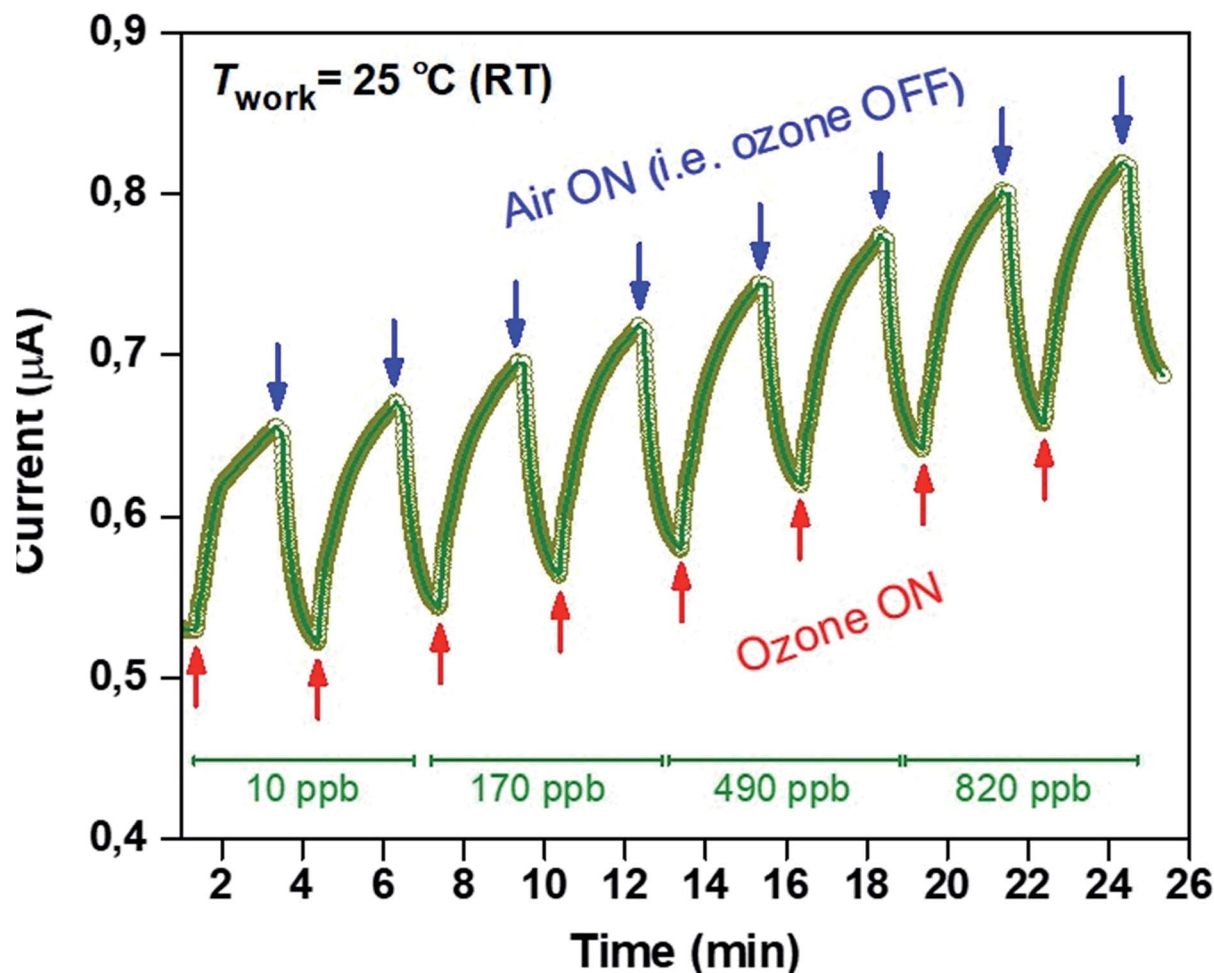 0,9
0,8
0,7
0,6
0,5
0,4
Current (μA)
T_work= 25 °C (RT)
Air ON (i.e. ozone OFF)
Ozone ON
10 ppb
170 ppb
490 ppb
820 ppb
2 4 6 8 10 12 14 16 18 20 22 24 26
Time (min)